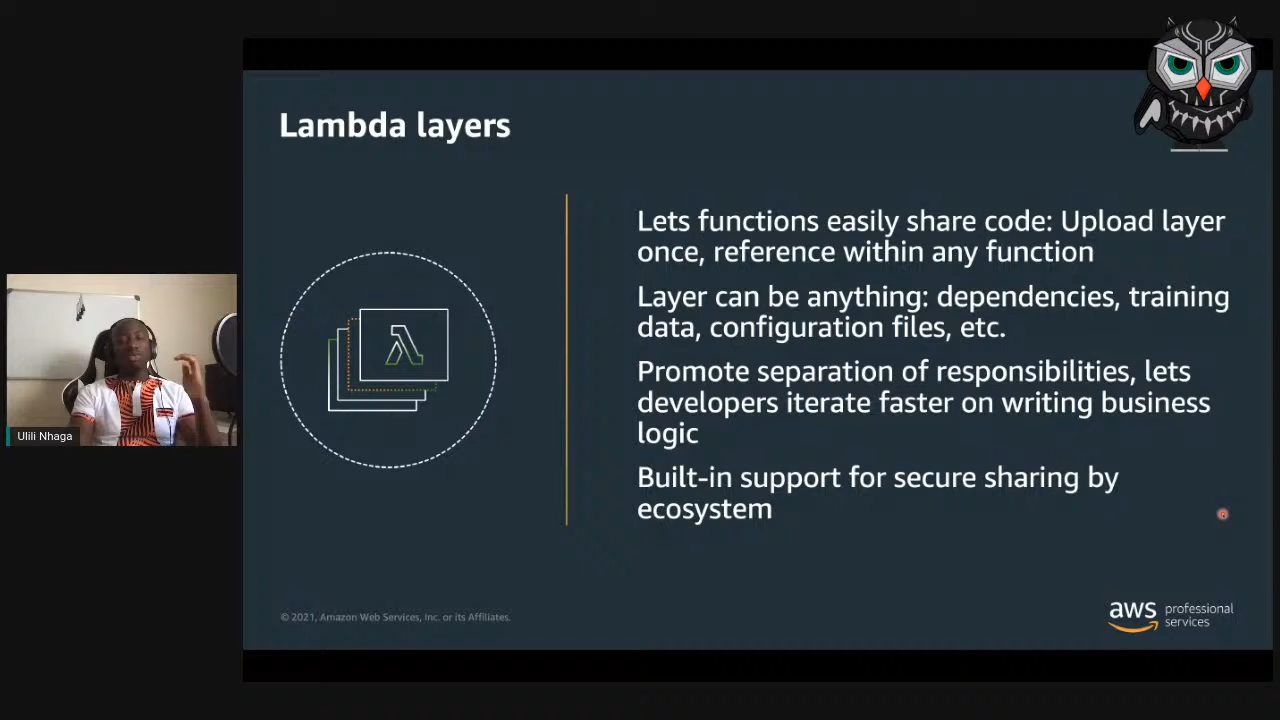 Lambda layers
Lets functions easily share code: Upload layer
once, reference within any function
Layer can be anything: dependencies, training
data, configuration files, etc.
Promote separation of responsibilities, lets
developers iterate faster on writing business
logic
Built-in support for secure sharing by
ecosystem
Ulili Nhaga
© 2021, Amazon Web Services, Inc. or its Affiliates.
aws professional
services